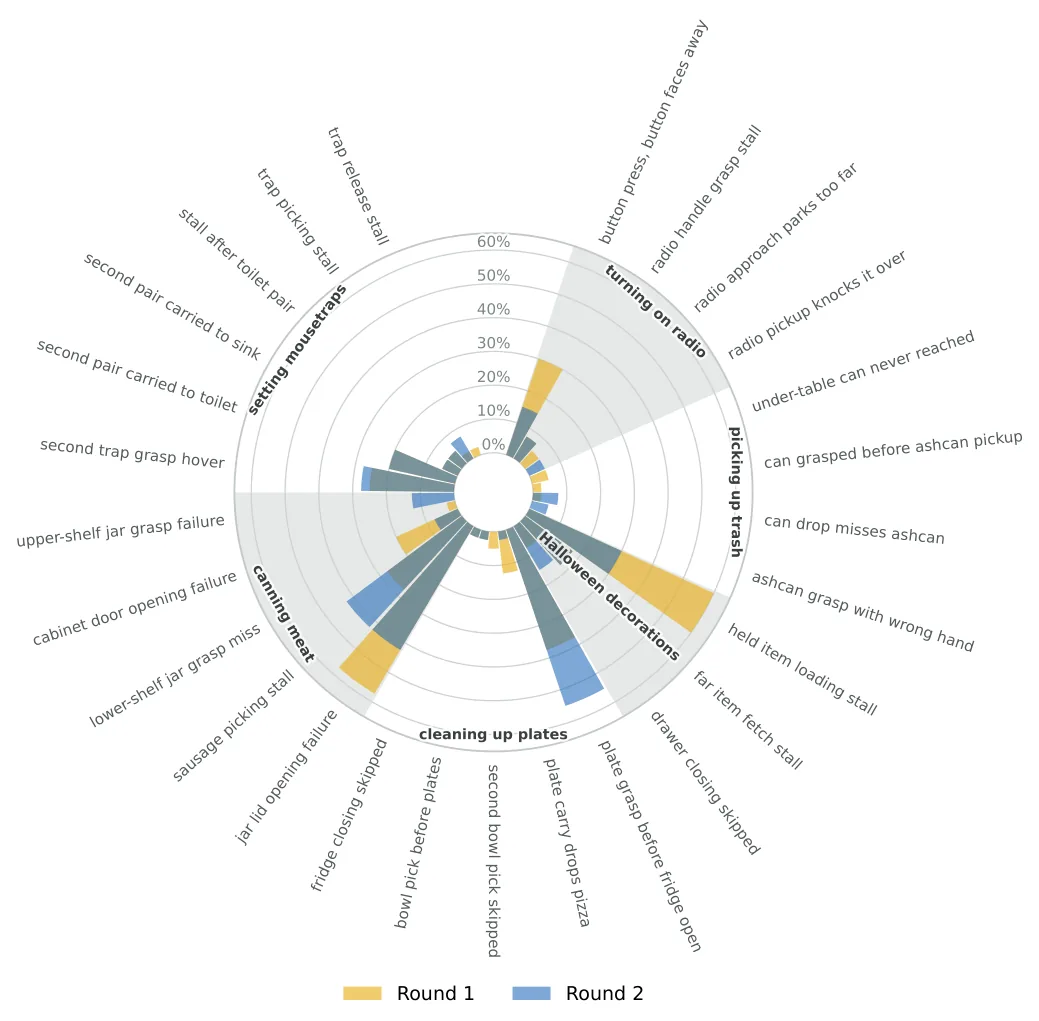 button press, button faces away
radio handle grasp stall
radio approach parks too far
radio pickup knocks it over
under-table can never reached
can grasped before ashcan pickup
can drop misses ashcan
ashcan grasp with wrong hand
held item loading stall
far item fetch stall
drawer closing skipped
plate grasp before fridge open
plate carry drops pizza
second bowl pick skipped
bowl pick before plates
fridge closing skipped
jar lid opening failure
sausage picking stall
lower-shelf jar grasp miss
cabinet door opening failure
upper-shelf jar grasp failure
second trap grasp hover
second pair carried to toilet
second pair carried to sink
stall after toilet pair
trap picking stall
trap release stall
turning on radio
picking up trash
Halloween decorations
cleaning up plates
canning meat
setting mousetraps
60%
50%
40%
30%
20%
10%
0%
Round 1
Round 2